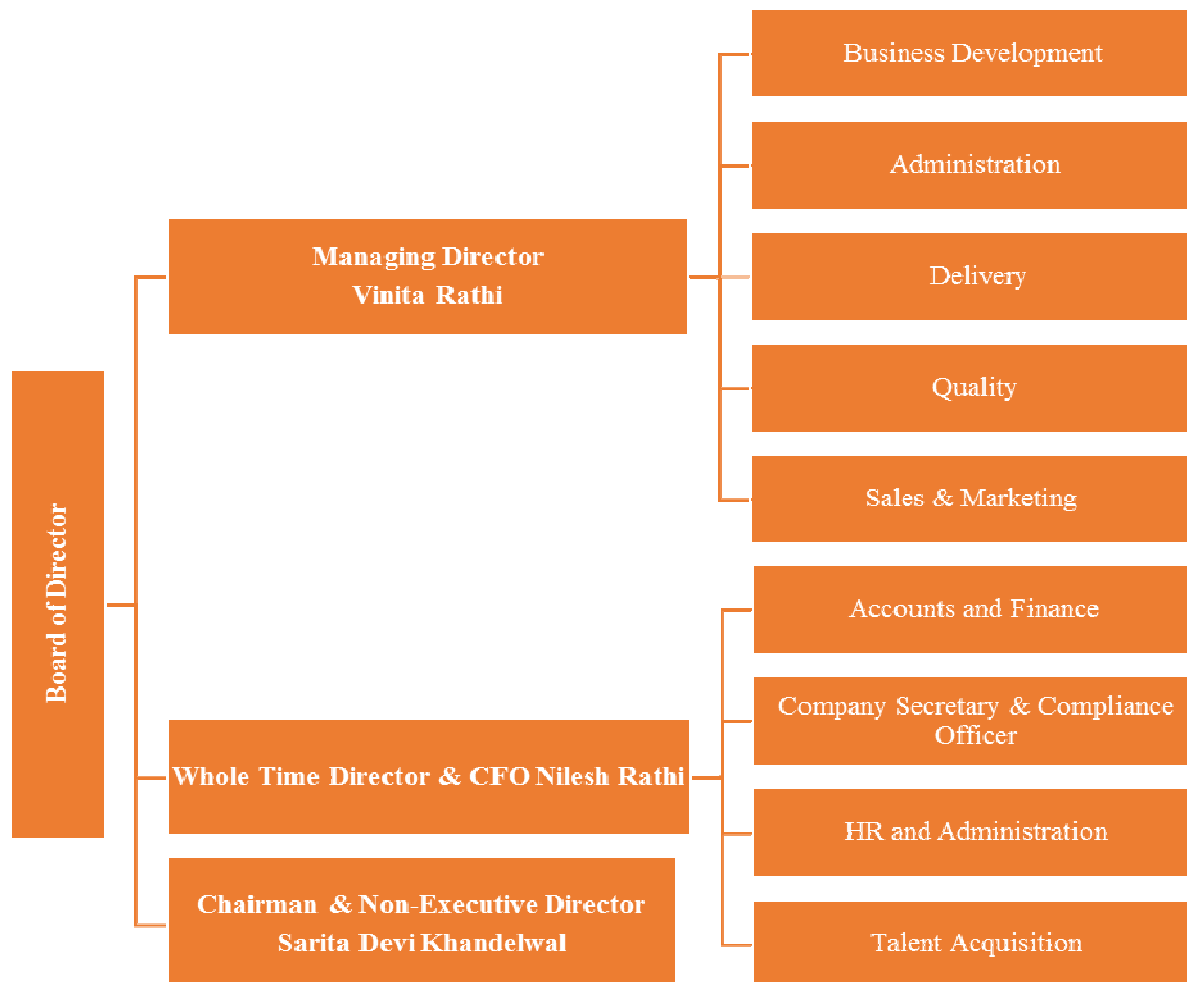 Board of Director
Managing Director
Vinita Rathi
Business Development
Administration
Delivery
Quality
Sales & Marketing
Whole Time Director & CFO Nilesh Rathi
Accounts and Finance
Company Secretary & Compliance
Officer
HR and Administration
Talent Acquisition
Chairman & Non-Executive Director
Sarita Devi Khandelwal